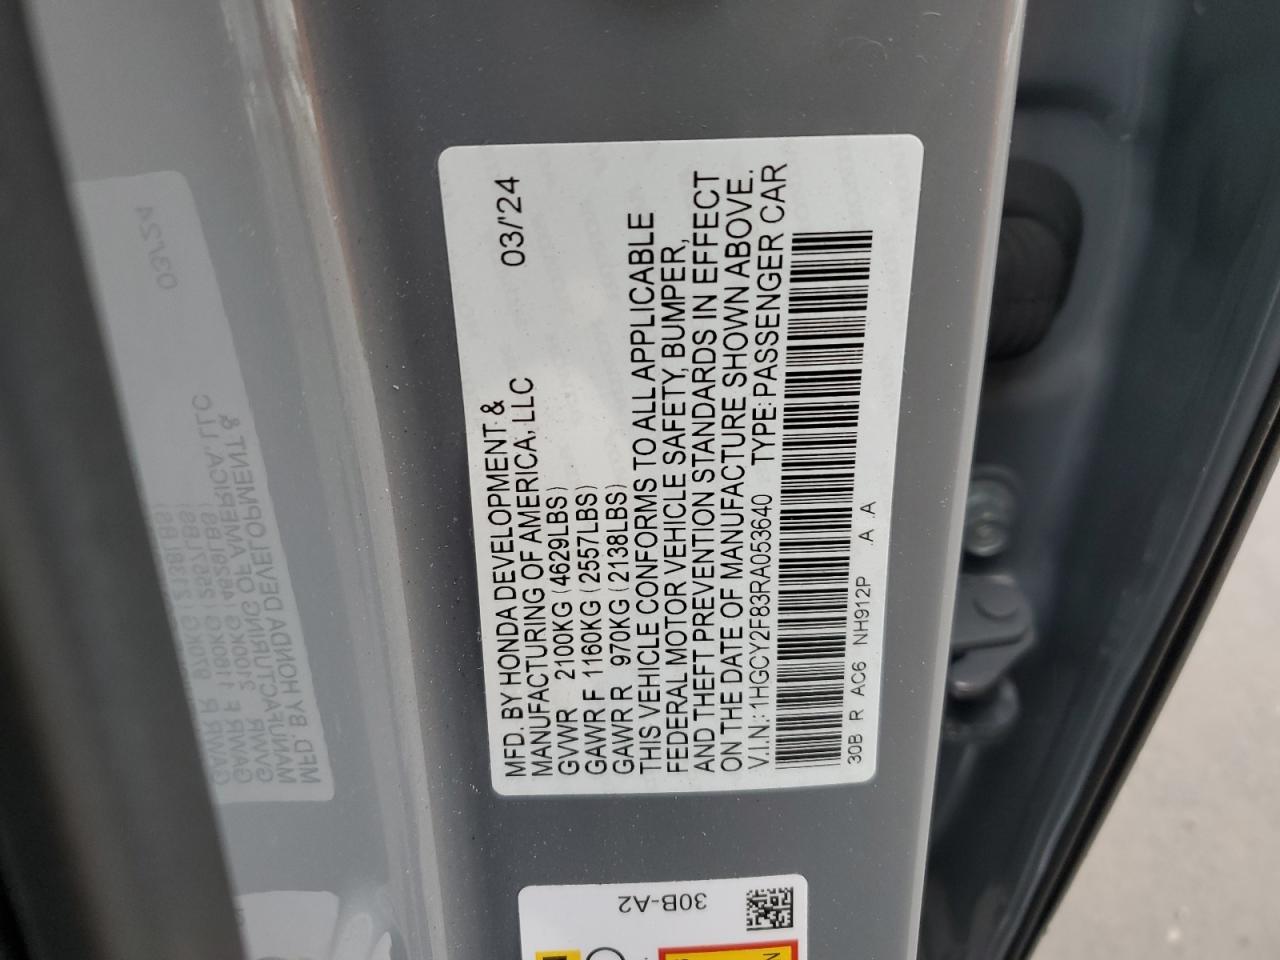 MFD. BY HONDA DEVELOPMENT & 03/'24
MANUFACTURING OF AMERICA, LLC
GVWR 2100KG (4629LBS)
GAWR F 1160KG (2557LBS)
GAWR R 970KG (2138LBS)
THIS VEHICLE CONFORMS TO ALL APPLICABLE
FEDERAL MOTOR VEHICLE SAFETY, BUMPER,
AND THEFT PREVENTION STANDARDS IN EFFECT
ON THE DATE OF MANUFACTURE SHOWN ABOVE.
V.I.N.: 1HGCY2F83RA053640 TYPE: PASSENGER CAR
30B R AC6 NH912P .A .A
30B-A2